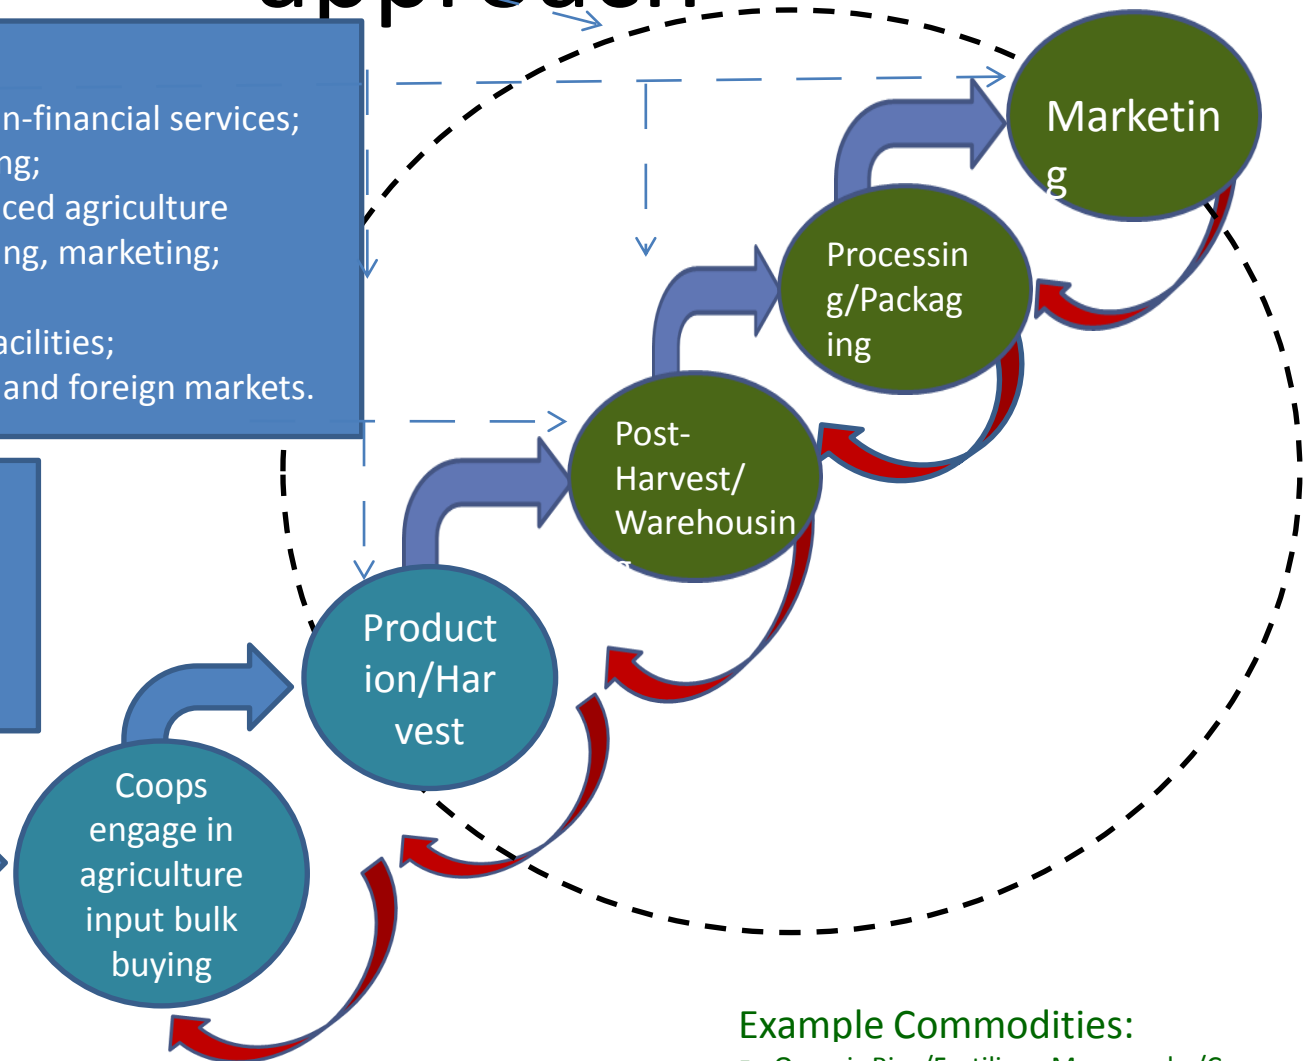 approach
n-financial services;
ng;
ced agriculture
ng, marketing;
acilities;
and foreign markets.
Marketin
g
Processin
g/Packag
ing
Post-
Harvest/
Warehousin
g
Product
ion/Har
vest
Coops
engage in
agriculture
input bulk
buying
Example Commodities: